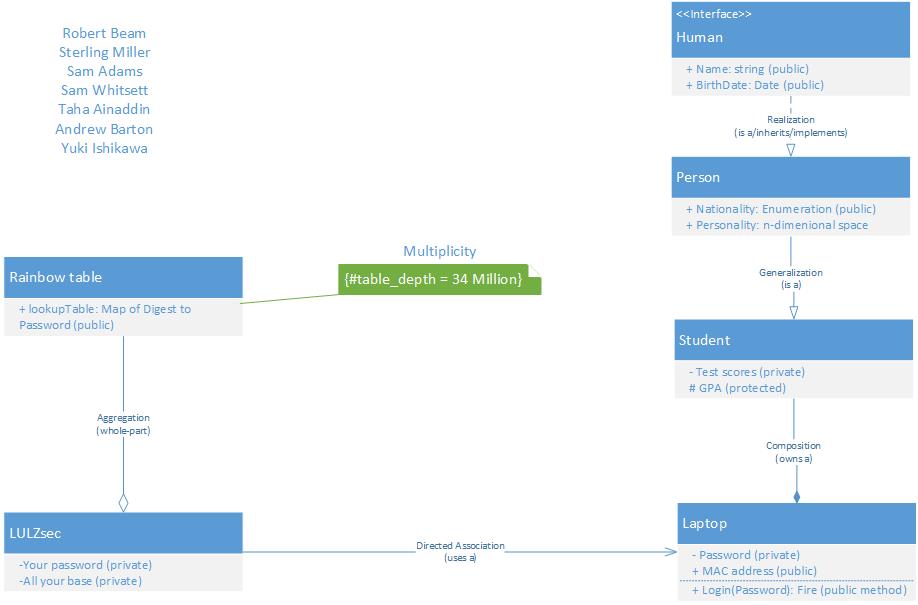 Robert Beam
Sterling Miller
Sam Adams
Sam Whitsett
Taha Ainaddin
Andrew Barton
Yuki Ishikawa
<<Interface>>
Human
+ Name: string (public)
+ BirthDate: Date (public)
Realization
(is a/inherits/implements)
Person
+ Nationality: Enumeration (public)
+ Personality: n-dimenional space
Generalization
(is a)
Student
- Test scores (private)
# GPA (protected)
Composition
(owns a)
Laptop
- Password (private)
+ MAC address (public)
+ Login(Password): Fire (public method)
Multiplicity
{#table_depth = 34 Million}
Rainbow table
+ lookupTable: Map of Digest to
Password (public)
Aggregation
(whole-part)
LULZsec
-Your password (private)
-All your base (private)
Directed Association
(uses a)